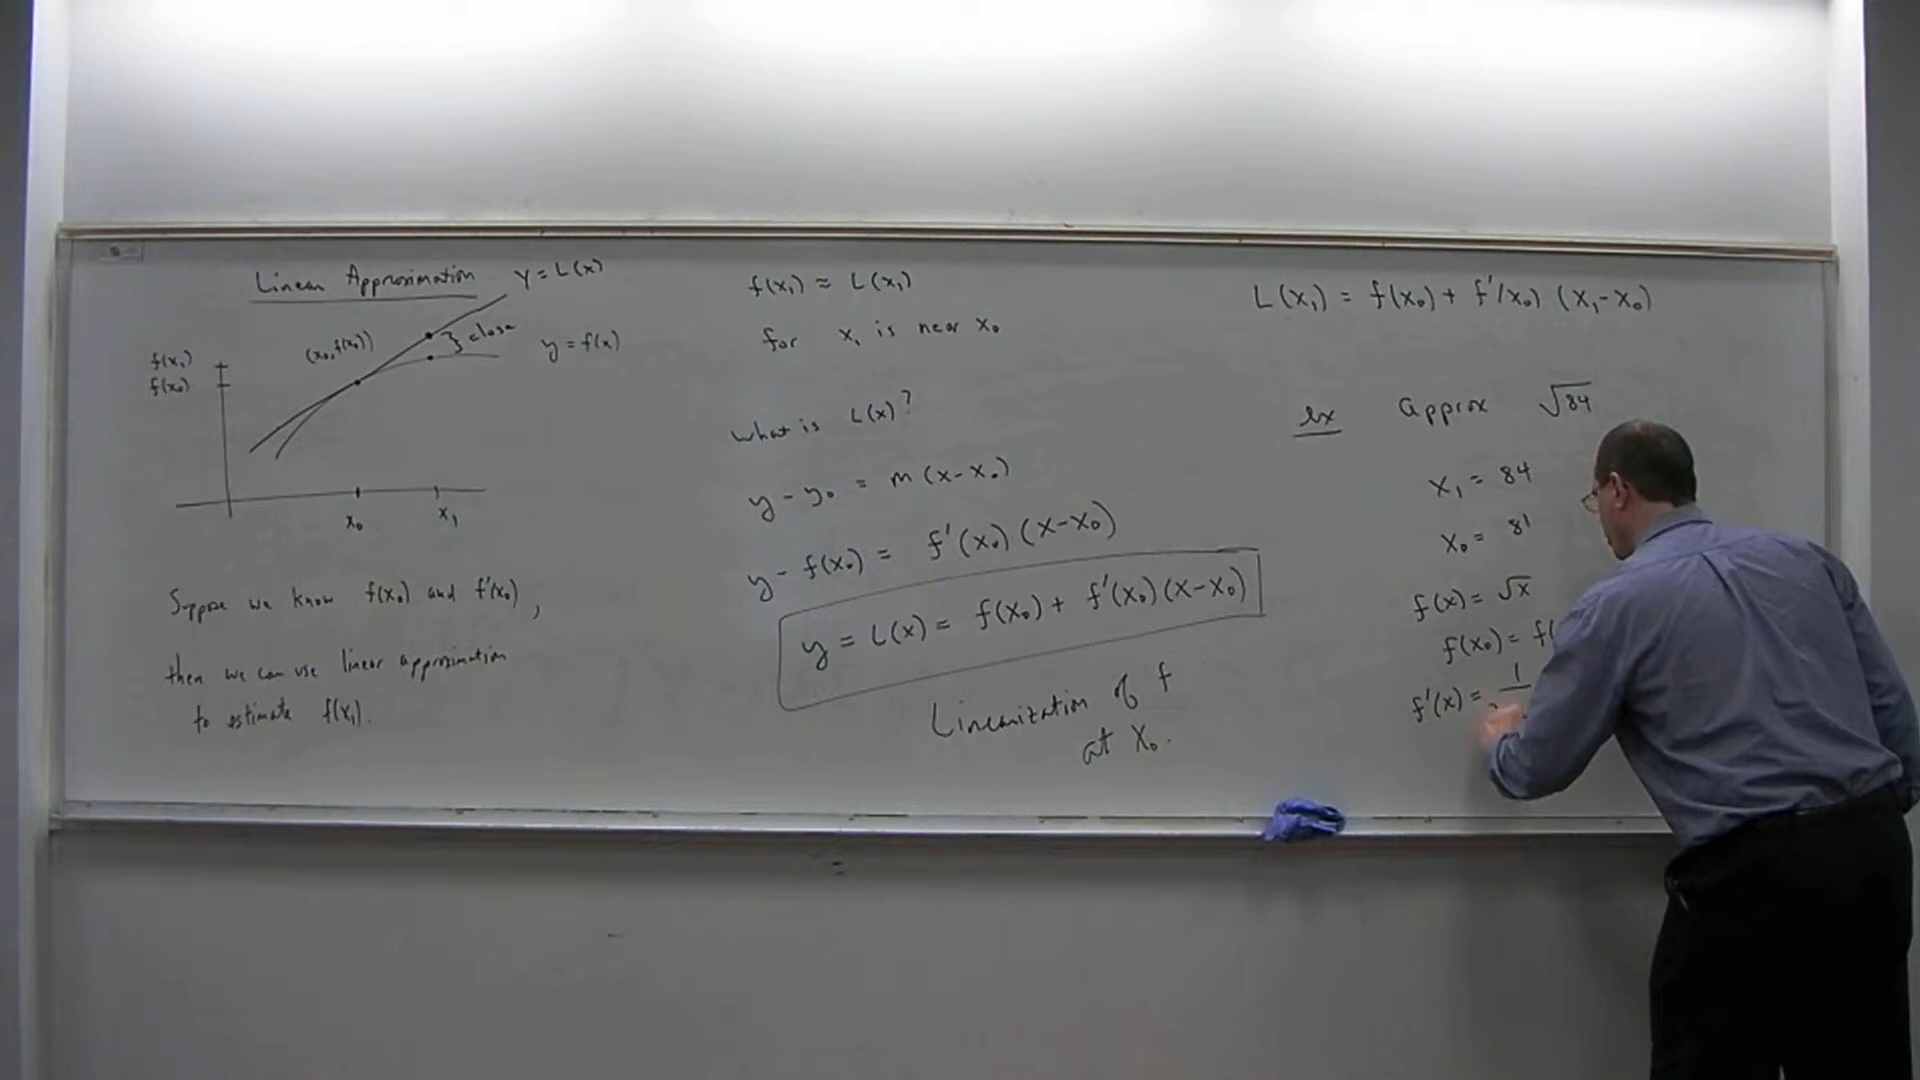 Linear Approximation
y = L(x)
(x₀, f(x₀))
} close
y = f(x)
f(x₁)
f(x₀)
x₀
x₁
Suppose we know f(x₀) and f'(x₀),
then we can use linear approximation
to estimate f(x₁).
f(x₁) ≈ L(x₁)
for x₁ is near x₀
What is L(x)?
y - y₀ = m(x-x₀)
y - f(x₀) = f'(x₀)(x-x₀)
y = L(x) = f(x₀) + f'(x₀)(x-x₀)
Linearization of f
at x₀.
L(x₁) = f(x₀) + f'(x₀) (x₁-x₀)
ex Approx √84
x₁ = 84
x₀ = 81
f(x) = √x
f(x₀) = f(
f'(x) = 1